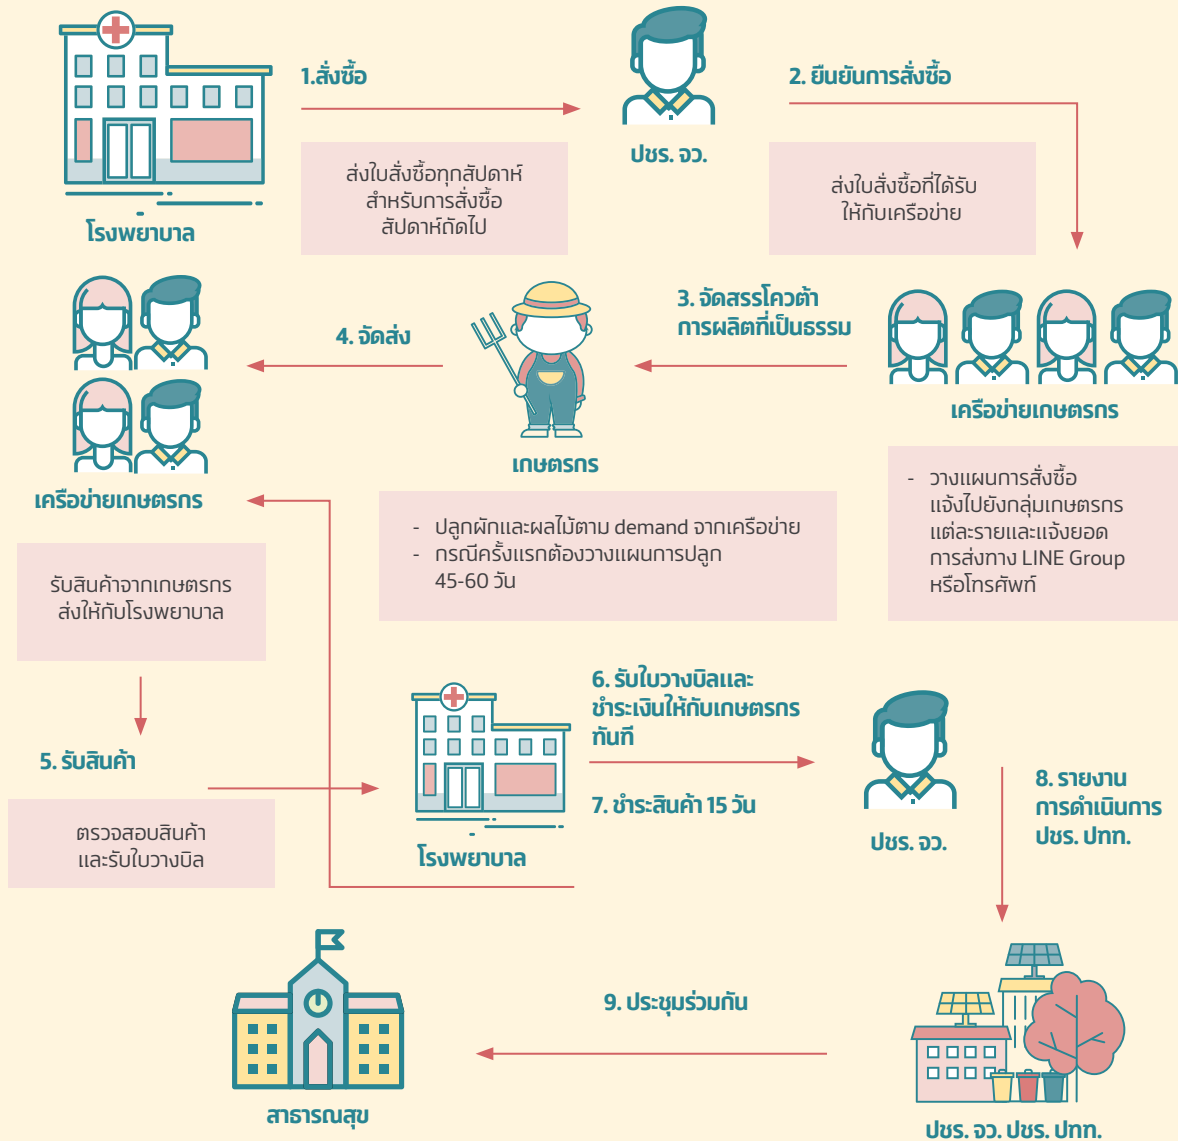 1.สั่งซื้อ
2. ยืนยันการสั่งซื้อ
ปชร. จว.
ส่งใบสั่งซื้อทุกสัปดาห์
สำหรับการสั่งซื้อ
สัปดาห์ถัดไป
ส่งใบสั่งซื้อที่ได้รับ
ให้กับเครือข่าย
โรงพยาบาล
3. จัดสรรโควต้า
การผลิตที่เป็นธรรม
4. จัดส่ง
เครือข่ายเกษตรกร
เกษตรกร
เครือข่ายเกษตรกร
- วางแผนการสั่งซื้อ
แจ้งไปยังกลุ่มเกษตรกร
แต่ละรายและแจ้งยอด
การส่งทาง LINE Group
หรือโทรศัพท์
- ปลูกผักและผลไม้ตาม demand จากเครือข่าย
- กรณีครั้งแรกต้องวางแผนการปลูก
45-60 วัน
รับสินค้าจากเกษตรกร
ส่งให้กับโรงพยาบาล
6. รับใบวางบิลและ
ชำระเงินให้กับเกษตรกร
ทันที
5. รับสินค้า
7. ชำระสินค้า 15 วัน
8. รายงาน
การดำเนินการ
ปชร. ปทท.
ตรวจสอบสินค้า
และรับใบวางบิล
โรงพยาบาล
ปชร. จว.
9. ประชุมร่วมกัน
สาธารณสุข
ปชร. จว. ปชร. ปทท.